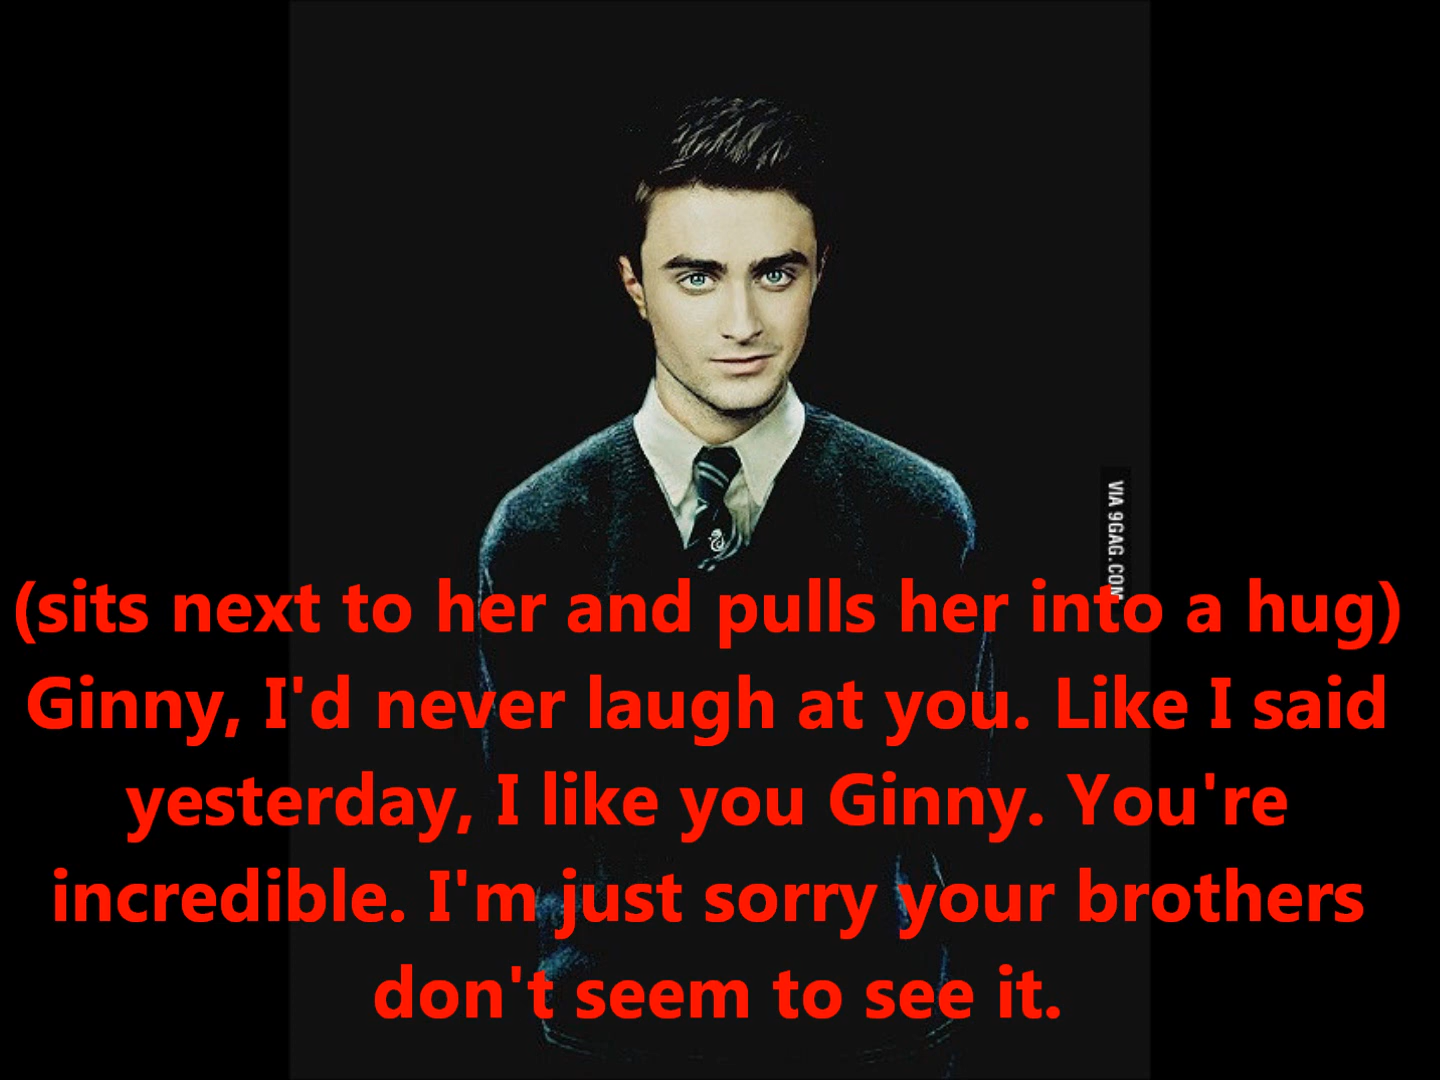 VIA 9GAG.COM
(sits next to her and pulls her into a hug)
Ginny, I'd never laugh at you. Like I said
yesterday, I like you Ginny. You're
incredible. I'm just sorry your brothers
don't seem to see it.